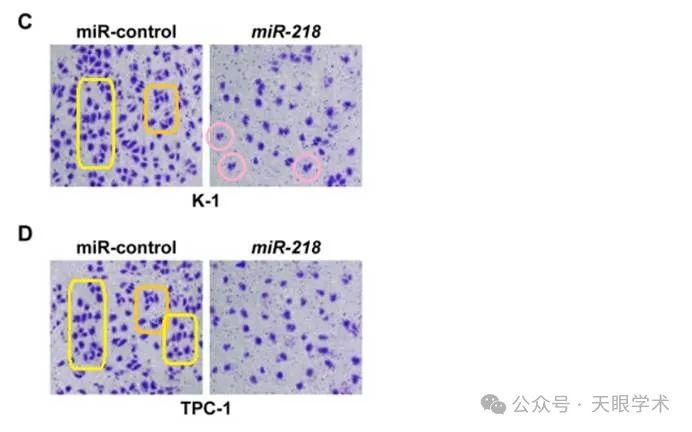 C
miR-control miR-218
K-1
D
miR-control miR-218
TPC-1
公众号 · 天眼学术